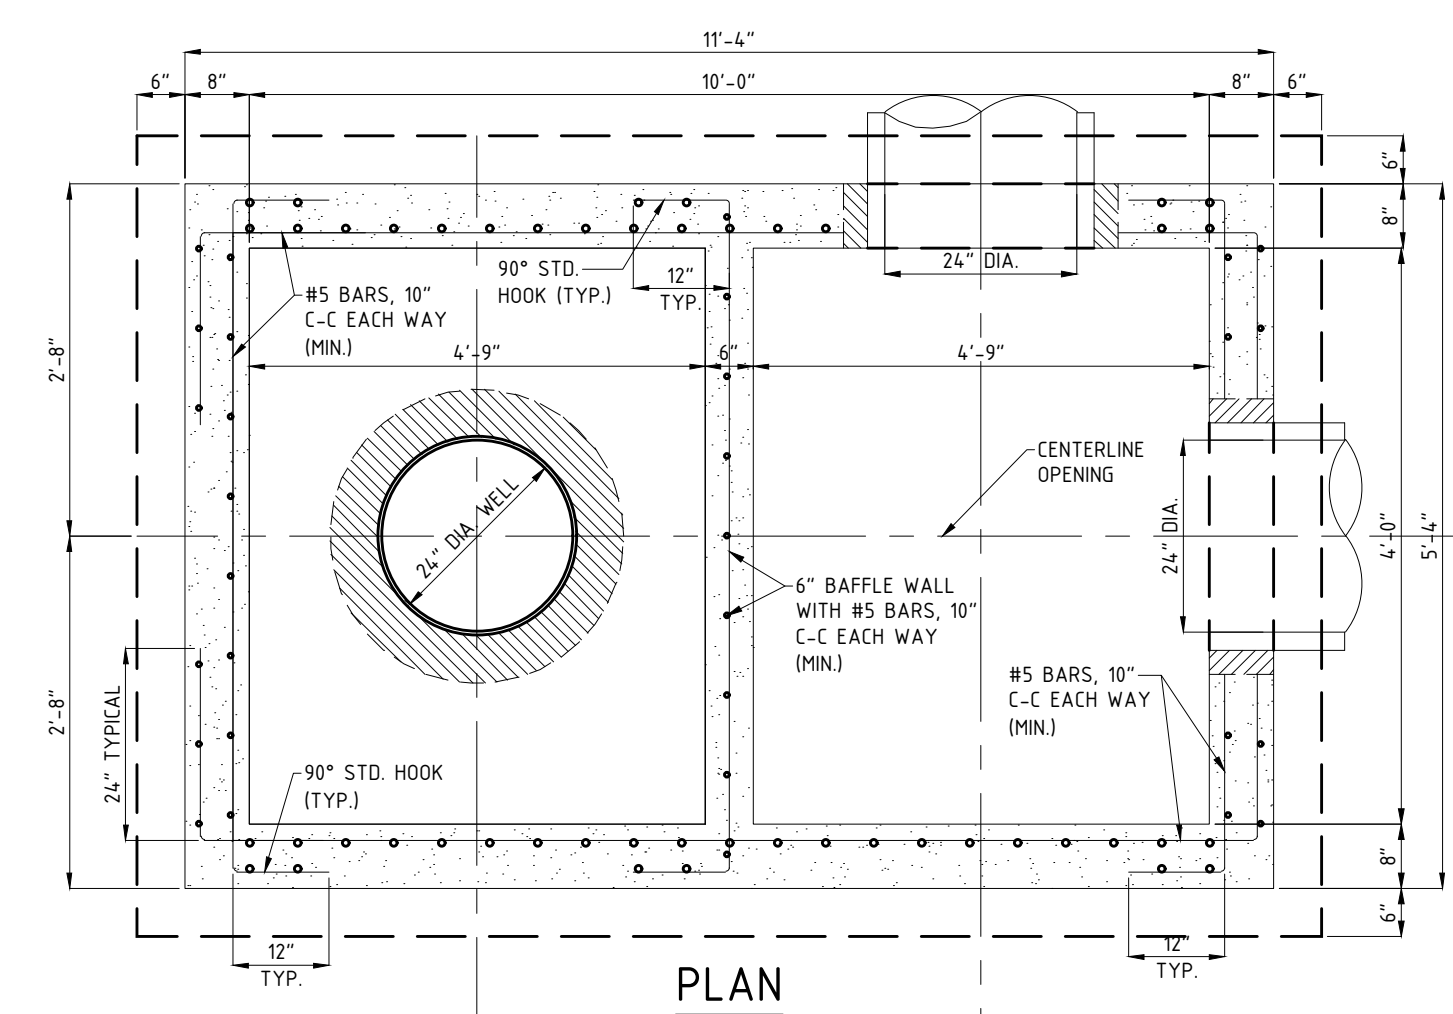 11'-4"
6" 8" 10'-0" 8" 6"
6"
8"
24" DIA.
90° STD.
HOOK (TYP.)
12"
TYP.
#5 BARS, 10"
C-C EACH WAY
(MIN.)
2'-8"
4'-9" 6" 4'-9"
CENTERLINE
OPENING
24" DIA. WELL
24" DIA.
4'-0"
5'-4"
6" BAFFLE WALL
WITH #5 BARS, 10"
C-C EACH WAY
(MIN.)
#5 BARS, 10"
C-C EACH WAY
(MIN.)
2'-8"
24" TYPICAL
90° STD. HOOK
(TYP.)
8"
6"
12"
TYP.
12"
TYP.
PLAN